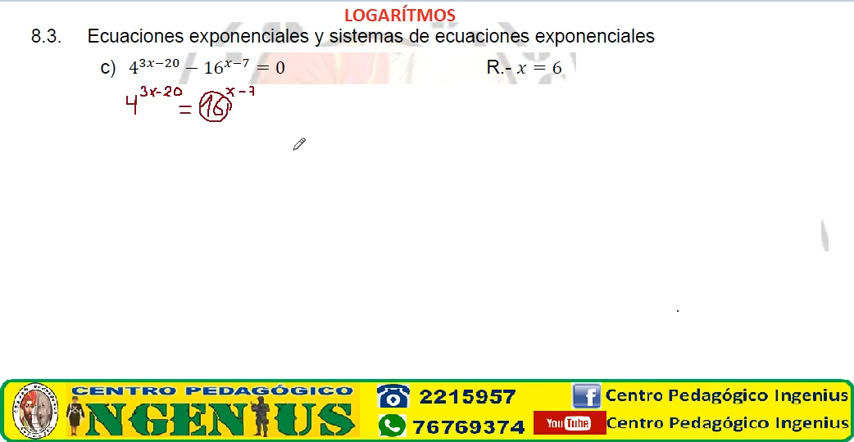 LOGARÍTMOS
8.3. Ecuaciones exponenciales y sistemas de ecuaciones exponenciales
c) 4^{3x−20} − 16^{x−7} = 0 R.- x = 6
4^{3x-20} = 16^{x-7}
CENTRO PEDAGÓGICO
INGENIUS
2215957
76769374
Centro Pedagógico Ingenius
YouTube Centro Pedagógico Ingenius